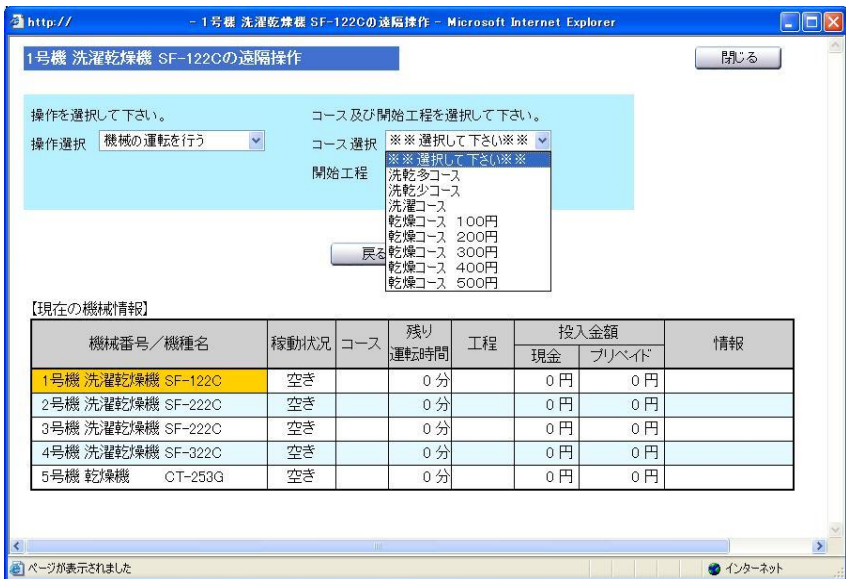 http:// - 1号機 洗濯乾燥機 SF-122Cの遠隔操作 - Microsoft Internet Explorer
1号機 洗濯乾燥機 SF-122Cの遠隔操作
閉じる
操作を選択して下さい。
コース及び開始工程を選択して下さい。
操作選択 機械の運転を行う
コース選択 ※※選択して下さい※※
※※選択して下さい※※
開始工程
洗乾多コース
洗乾少コース
洗濯コース
乾燥コース 100円
乾燥コース 200円
乾燥コース 300円
乾燥コース 400円
乾燥コース 500円
戻る
【現在の機械情報】
機械番号/機種名 稼動状況 コース 残り運転時間 工程 投入金額 現金 プリペイド 情報
1号機 洗濯乾燥機 SF-122C 空き 0分 0円 0円
2号機 洗濯乾燥機 SF-222C 空き 0分 0円 0円
3号機 洗濯乾燥機 SF-222C 空き 0分 0円 0円
4号機 洗濯乾燥機 SF-322C 空き 0分 0円 0円
5号機 乾燥機 CT-253G 空き 0分 0円 0円
ページが表示されました
インターネット